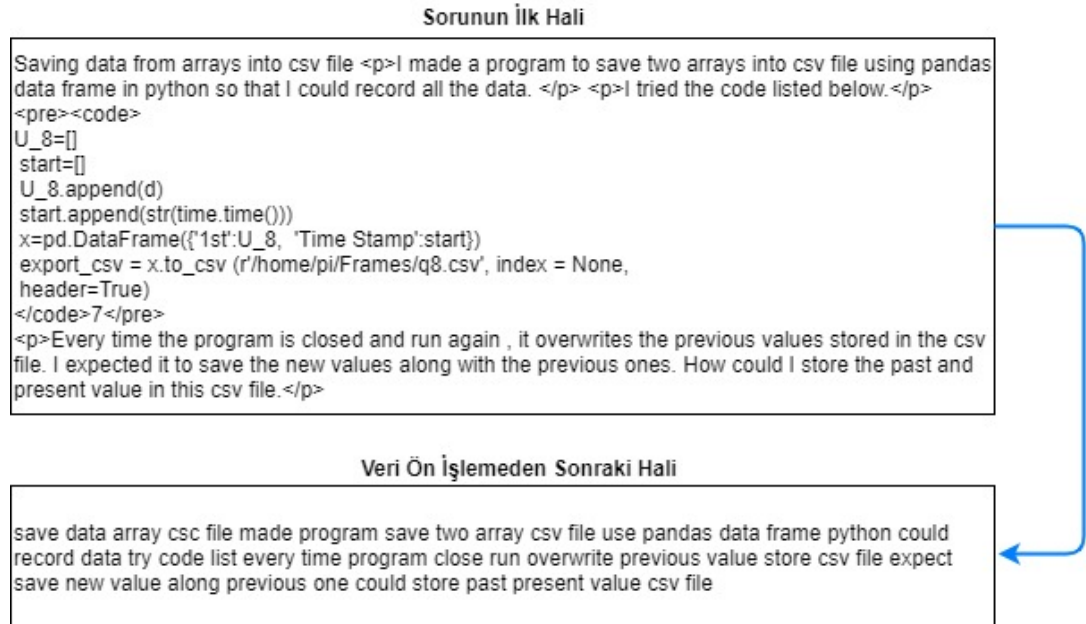 Sorunun İlk Hali
Saving data from arrays into csv file <p>I made a program to save two arrays into csv file using pandas
data frame in python so that I could record all the data. </p> <p>I tried the code listed below.</p>
<pre><code>
U_8=[]
start=[]
U_8.append(d)
start.append(str(time.time()))
x=pd.DataFrame({'1st':U_8, 'Time Stamp':start})
export_csv = x.to_csv (r'/home/pi/Frames/q8.csv', index = None,
header=True)
</code>7</pre>
<p>Every time the program is closed and run again , it overwrites the previous values stored in the csv
file. I expected it to save the new values along with the previous ones. How could I store the past and
present value in this csv file.</p>
Veri Ön İşlemeden Sonraki Hali
save data array csc file made program save two array csv file use pandas data frame python could
record data try code list every time program close run overwrite previous value store csv file expect
save new value along previous one could store past present value csv file